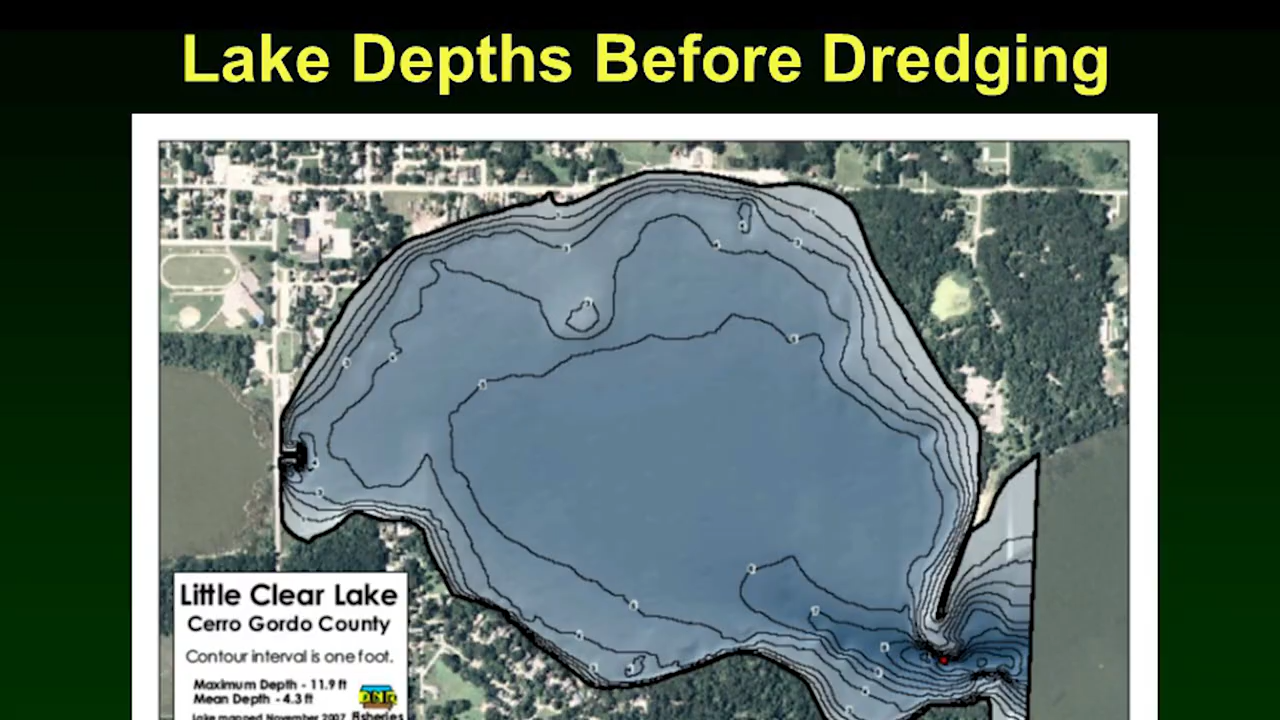 Lake Depths Before Dredging
Little Clear Lake
Cerro Gordo County
Contour interval is one foot.
Maximum Depth - 11.9 ft
Mean Depth - 4.3 ft
Lake mapped November 2007
Fisheries